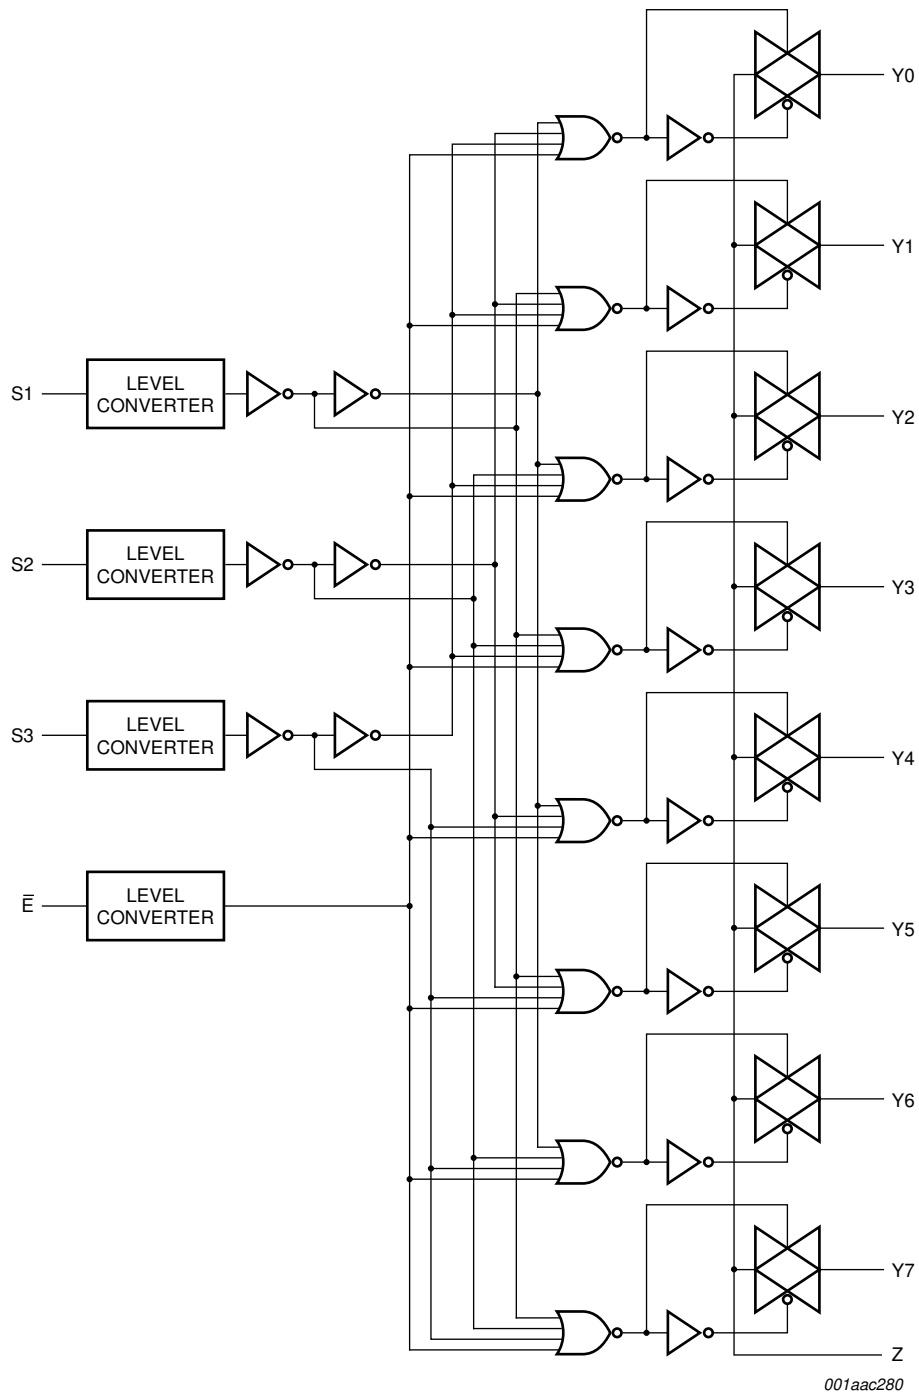 Y0
Y1
S1
LEVEL
CONVERTER
Y2
S2
LEVEL
CONVERTER
Y3
S3
LEVEL
CONVERTER
Y4
E̅
LEVEL
CONVERTER
Y5
Y6
Y7
Z
001aac280